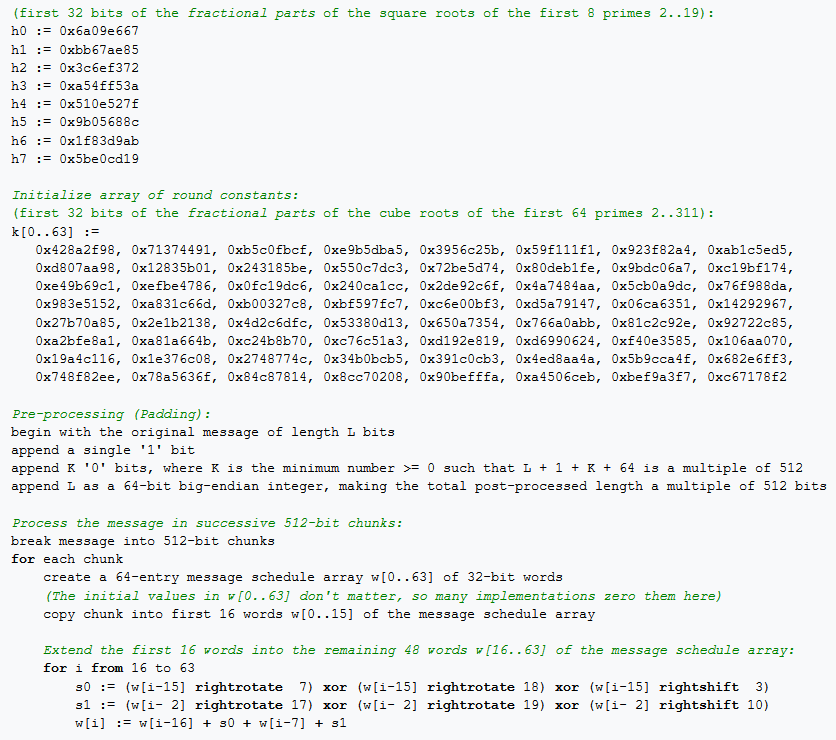 (first 32 bits of the fractional parts of the square roots of the first 8 primes 2..19):
h0 := 0x6a09e667
h1 := 0xbb67ae85
h2 := 0x3c6ef372
h3 := 0xa54ff53a
h4 := 0x510e527f
h5 := 0x9b05688c
h6 := 0x1f83d9ab
h7 := 0x5be0cd19

Initialize array of round constants:
(first 32 bits of the fractional parts of the cube roots of the first 64 primes 2..311):
k[0..63] :=
   0x428a2f98, 0x71374491, 0xb5c0fbcf, 0xe9b5dba5, 0x3956c25b, 0x59f111f1, 0x923f82a4, 0xab1c5ed5,
   0xd807aa98, 0x12835b01, 0x243185be, 0x550c7dc3, 0x72be5d74, 0x80deb1fe, 0x9bdc06a7, 0xc19bf174,
   0xe49b69c1, 0xefbe4786, 0x0fc19dc6, 0x240ca1cc, 0x2de92c6f, 0x4a7484aa, 0x5cb0a9dc, 0x76f988da,
   0x983e5152, 0xa831c66d, 0xb00327c8, 0xbf597fc7, 0xc6e00bf3, 0xd5a79147, 0x06ca6351, 0x14292967,
   0x27b70a85, 0x2e1b2138, 0x4d2c6dfc, 0x53380d13, 0x650a7354, 0x766a0abb, 0x81c2c92e, 0x92722c85,
   0xa2bfe8a1, 0xa81a664b, 0xc24b8b70, 0xc76c51a3, 0xd192e819, 0xd6990624, 0xf40e3585, 0x106aa070,
   0x19a4c116, 0x1e376c08, 0x2748774c, 0x34b0bcb5, 0x391c0cb3, 0x4ed8aa4a, 0x5b9cca4f, 0x682e6ff3,
   0x748f82ee, 0x78a5636f, 0x84c87814, 0x8cc70208, 0x90befffa, 0xa4506ceb, 0xbef9a3f7, 0xc67178f2

Pre-processing (Padding):
begin with the original message of length L bits
append a single '1' bit
append K '0' bits, where K is the minimum number >= 0 such that L + 1 + K + 64 is a multiple of 512
append L as a 64-bit big-endian integer, making the total post-processed length a multiple of 512 bits

Process the message in successive 512-bit chunks:
break message into 512-bit chunks
for each chunk
    create a 64-entry message schedule array w[0..63] of 32-bit words
    (The initial values in w[0..63] don't matter, so many implementations zero them here)
    copy chunk into first 16 words w[0..15] of the message schedule array

    Extend the first 16 words into the remaining 48 words w[16..63] of the message schedule array:
    for i from 16 to 63
        s0 := (w[i-15] rightrotate  7) xor (w[i-15] rightrotate 18) xor (w[i-15] rightshift  3)
        s1 := (w[i- 2] rightrotate 17) xor (w[i- 2] rightrotate 19) xor (w[i- 2] rightshift 10)
        w[i] := w[i-16] + s0 + w[i-7] + s1